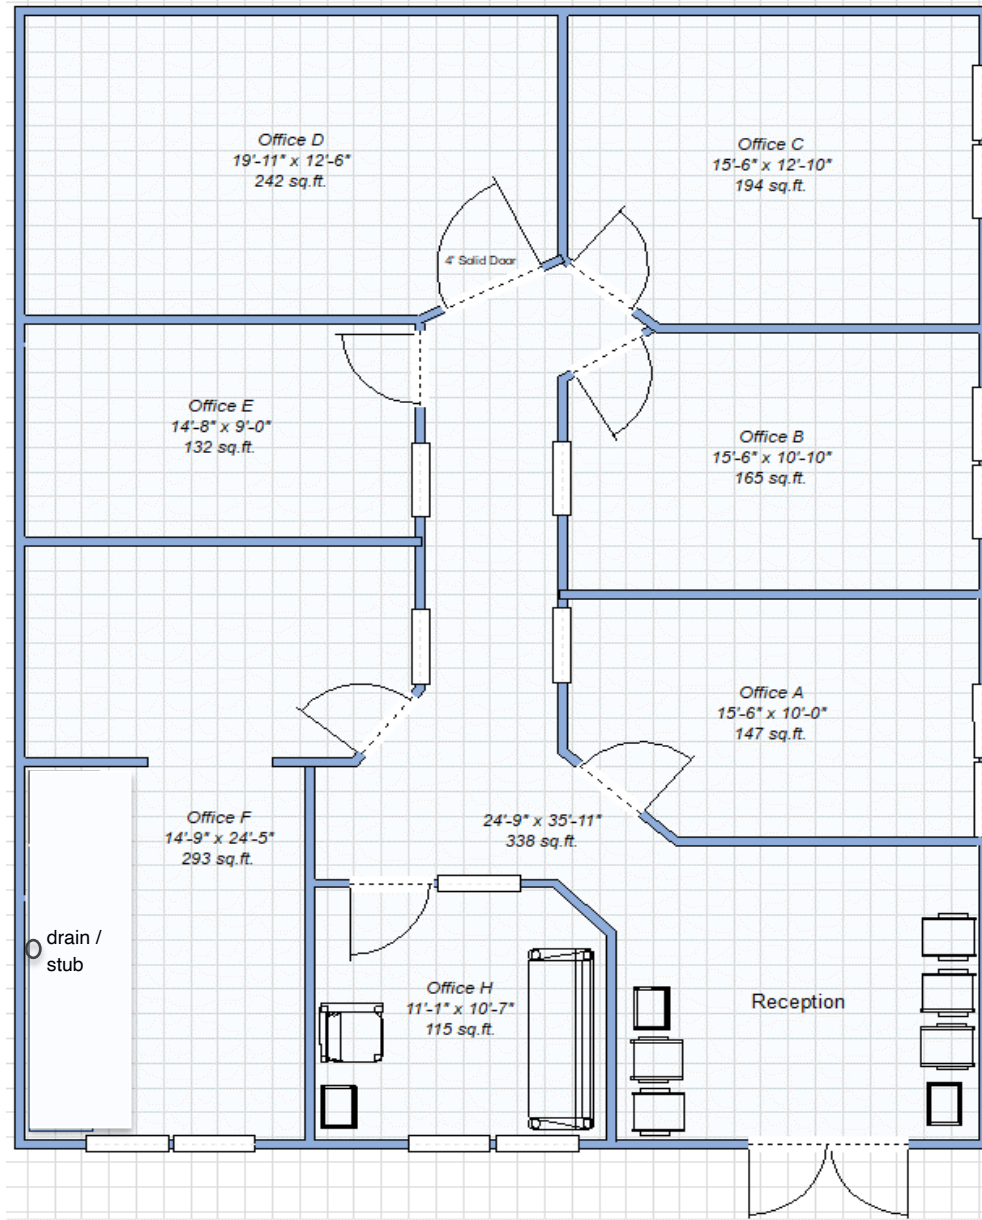 Office D
19'-11" x 12'-6"
242 sq.ft.
Office C
15'-6" x 12'-10"
194 sq.ft.
4' Solid Door
Office E
14'-8" x 9'-0"
132 sq.ft.
Office B
15'-6" x 10'-10"
165 sq.ft.
Office A
15'-6" x 10'-0"
147 sq.ft.
Office F
14'-9" x 24'-5"
293 sq.ft.
24'-9" x 35'-11"
338 sq.ft.
drain /
stub
Office H
11'-1" x 10'-7"
115 sq.ft.
Reception